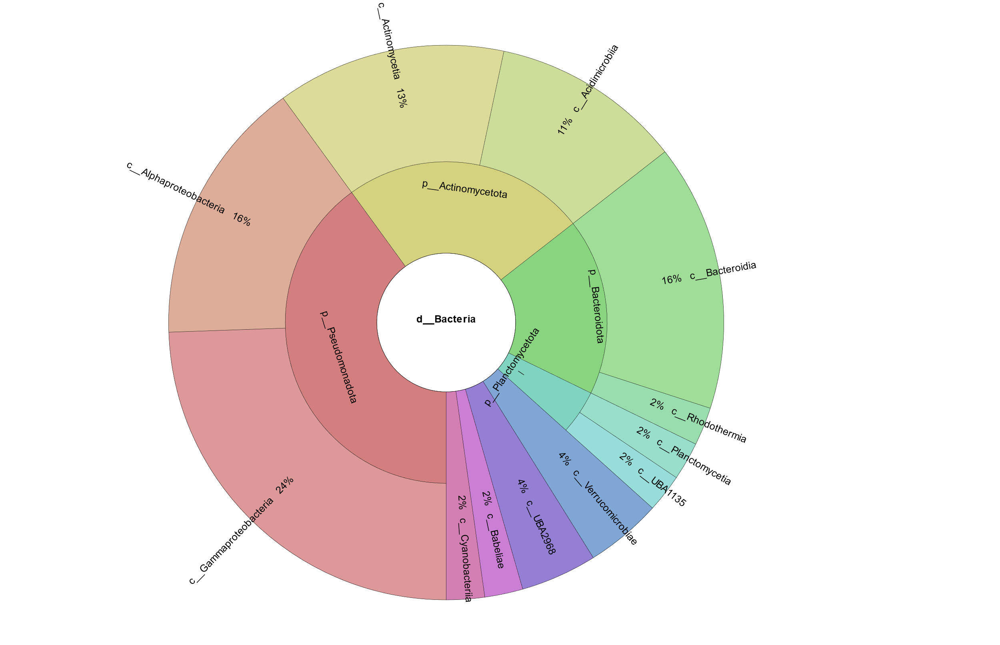 c__Actinomycetia 13%
11% c__Acidimicrobiia
c__Alphaproteobacteria 16%
p__Actinomycetota
16% c__Bacteroidia
p__Bacteroidota
d__Bacteria
p__Pseudomonadota
p__Planctomycetota
2% c__Rhodothermia
2% c__Planctomycetia
2% c__UBA1135
4% c__Verrucomicrobiae
4% c__UBA2968
2% c__Babeliae
2% c__Cyanobacteriia
c__Gammaproteobacteria 24%